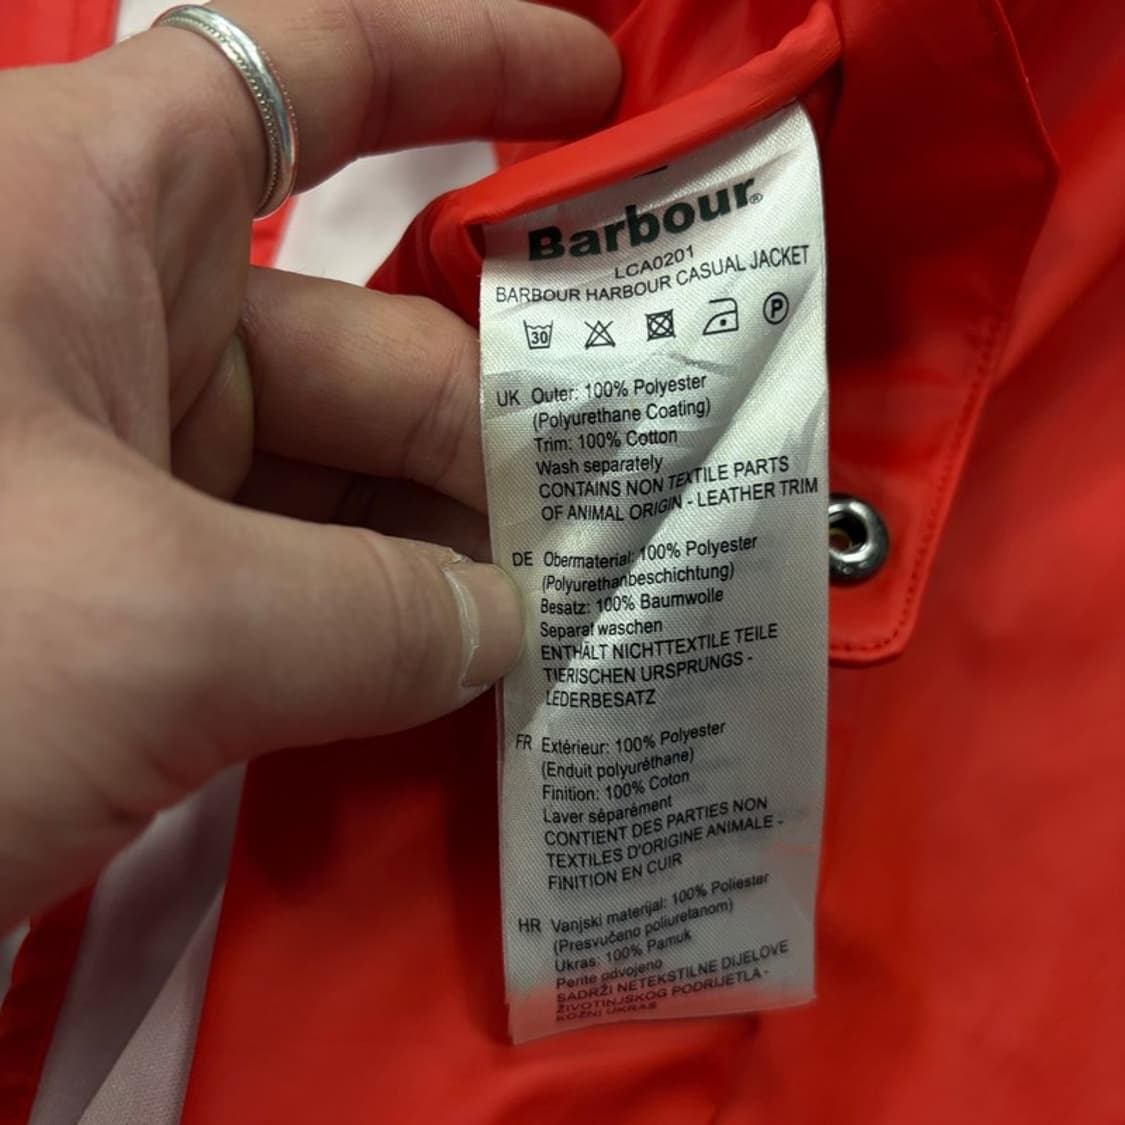 Barbour®
LCA0201
BARBOUR HARBOUR CASUAL JACKET
30 P
UK Outer: 100% Polyester
(Polyurethane Coating)
Trim: 100% Cotton
Wash separately
CONTAINS NON TEXTILE PARTS
OF ANIMAL ORIGIN - LEATHER TRIM
DE Obermaterial: 100% Polyester
(Polyurethanbeschichtung)
Besatz: 100% Baumwolle
Separat waschen
ENTHÄLT NICHTTEXTILE TEILE
TIERISCHEN URSPRUNGS -
LEDERBESATZ
FR Extérieur: 100% Polyester
(Enduit polyuréthane)
Finition: 100% Coton
Laver séparément
CONTIENT DES PARTIES NON
TEXTILES D'ORIGINE ANIMALE -
FINITION EN CUIR
HR Vanjski materijal: 100% Poliester
(Presvučeno poliuretanom)
Ukras: 100% Pamuk
Perite odvojeno
SADRŽI NETEKSTILNE DIJELOVE
ŽIVOTINJSKOG PODRIJETLA -
KOŽNI UKRAS